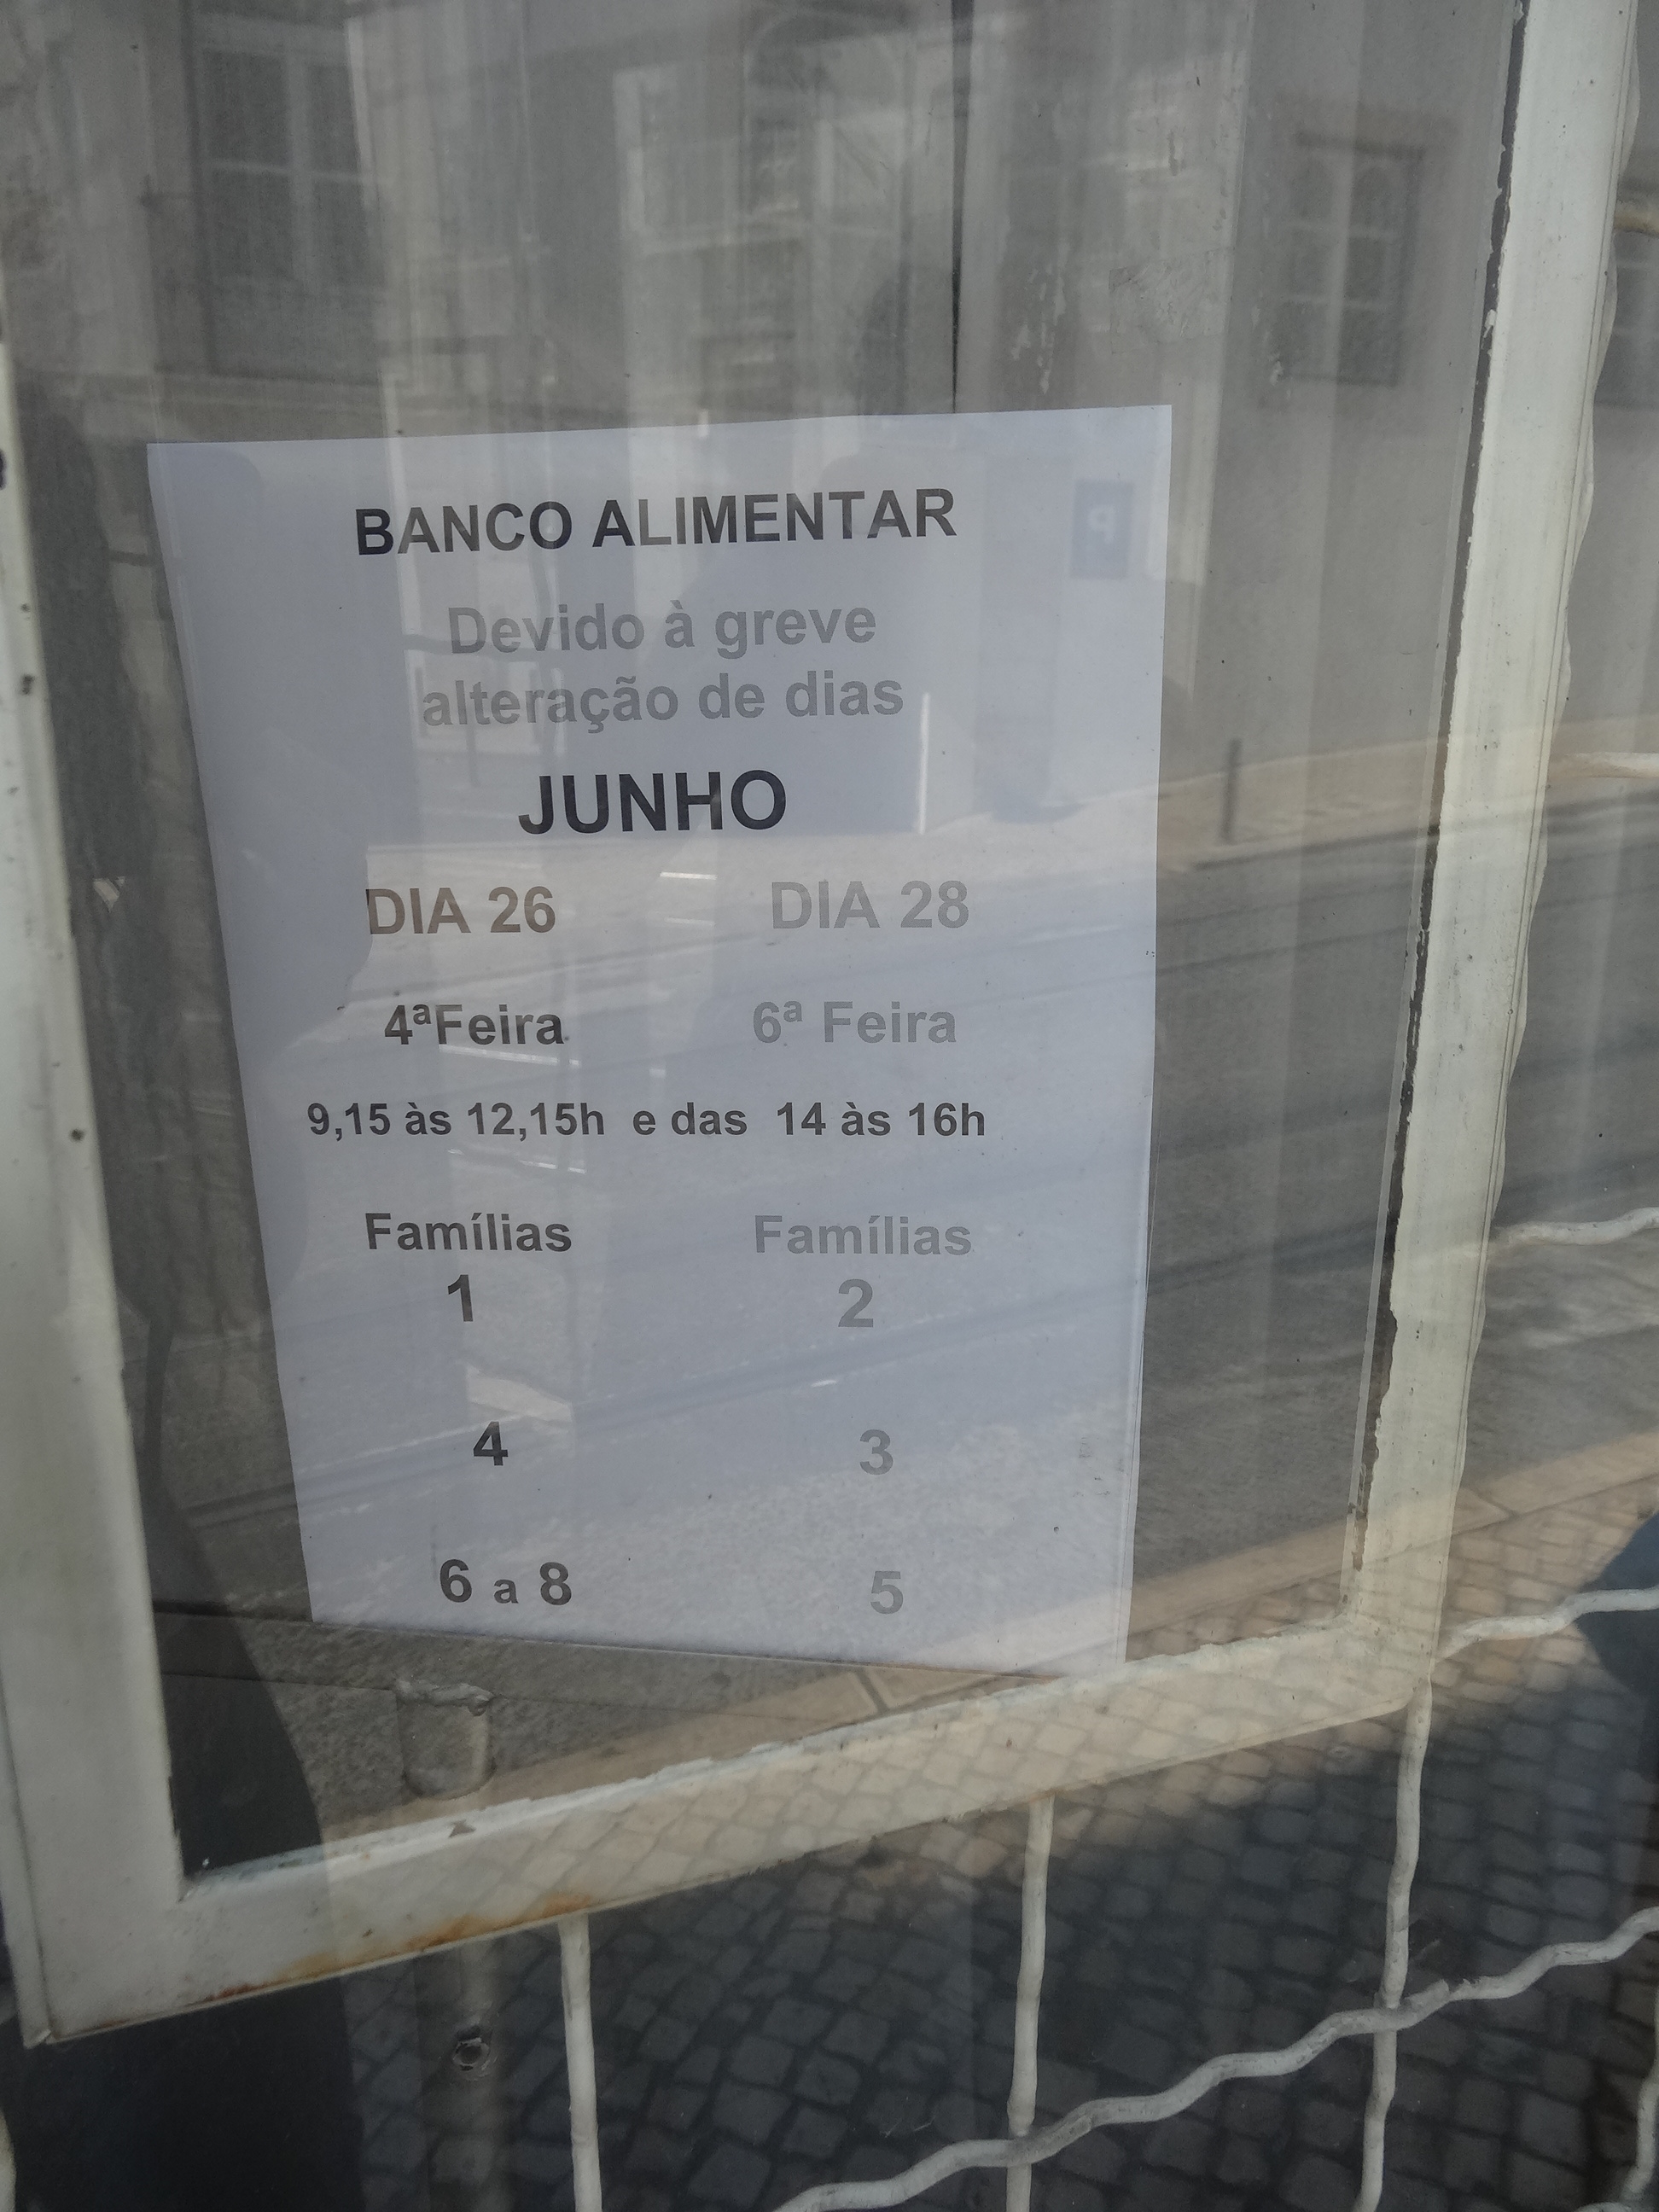 BANCO ALIMENTAR
Devido à greve
alteração de dias
JUNHO
DIA 26 DIA 28
4ªFeira 6ª Feira
9,15 às 12,15h e das 14 às 16h
Famílias Famílias
1 2
4 3
6 a 8 5
P